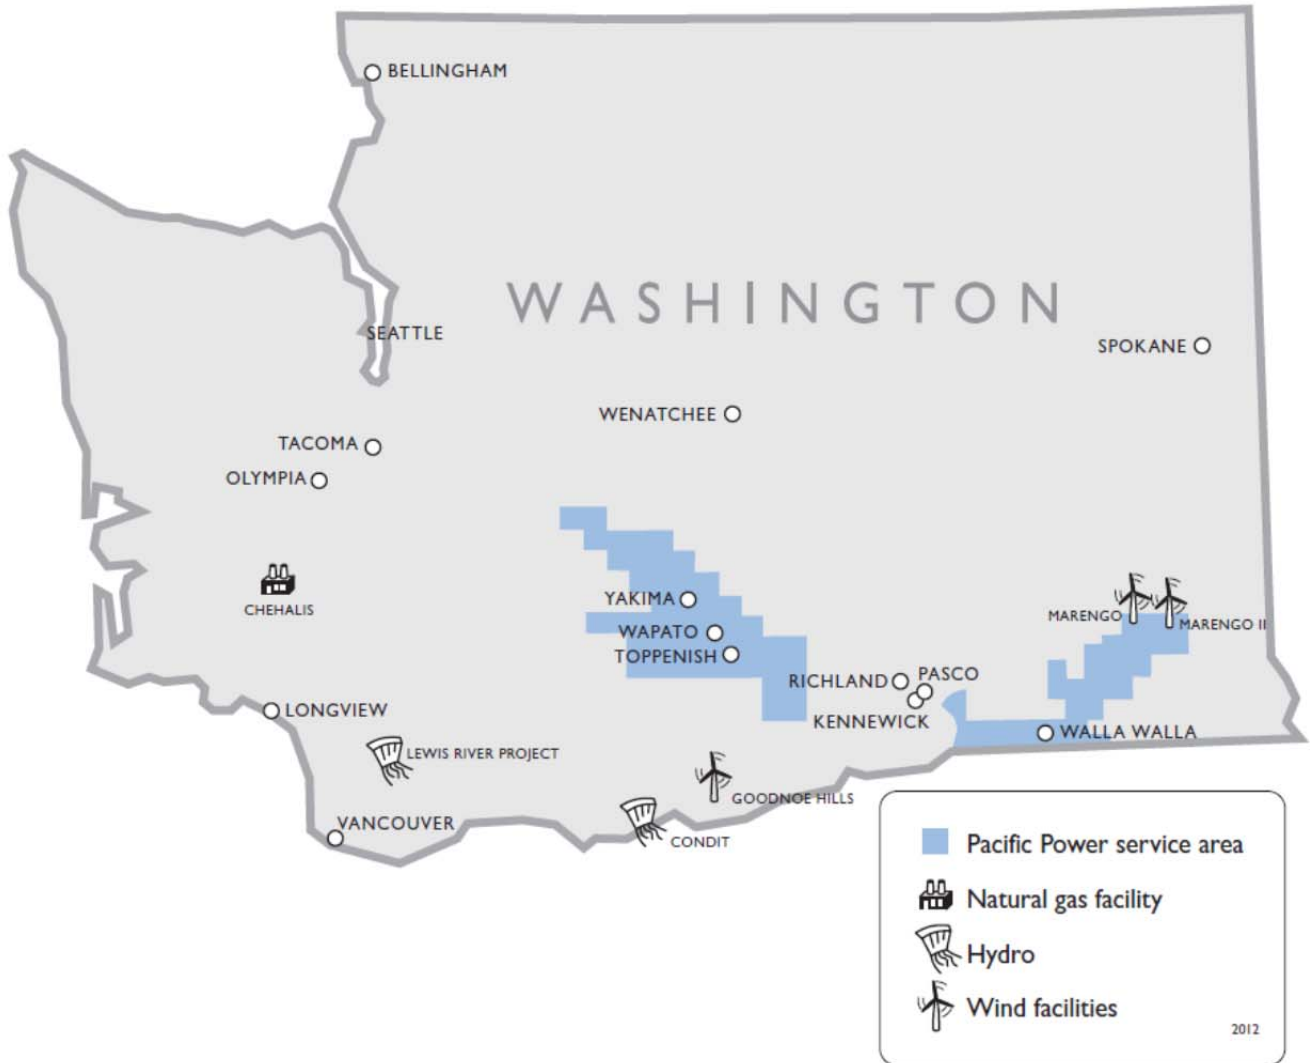 BELLINGHAM
WASHINGTON
SEATTLE
SPOKANE
WENATCHEE
TACOMA
OLYMPIA
CHEHALIS
YAKIMA
MARENGO
MARENGO II
WAPATO
TOPPENISH
RICHLAND
PASCO
KENNEWICK
LONGVIEW
WALLA WALLA
LEWIS RIVER PROJECT
GOODNOE HILLS
VANCOUVER
CONDIT
Pacific Power service area
Natural gas facility
Hydro
Wind facilities
2012